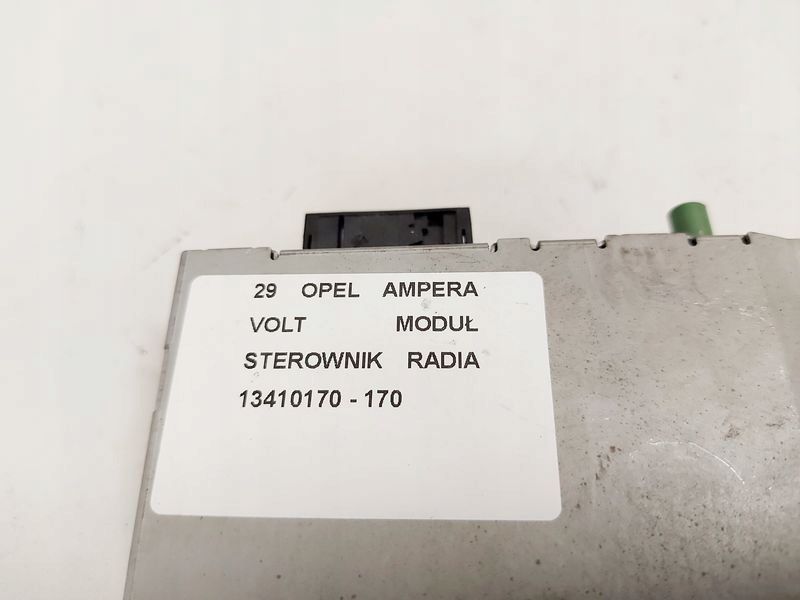 29 OPEL AMPERA
VOLT MODUŁ
STEROWNIK RADIA
13410170 - 170